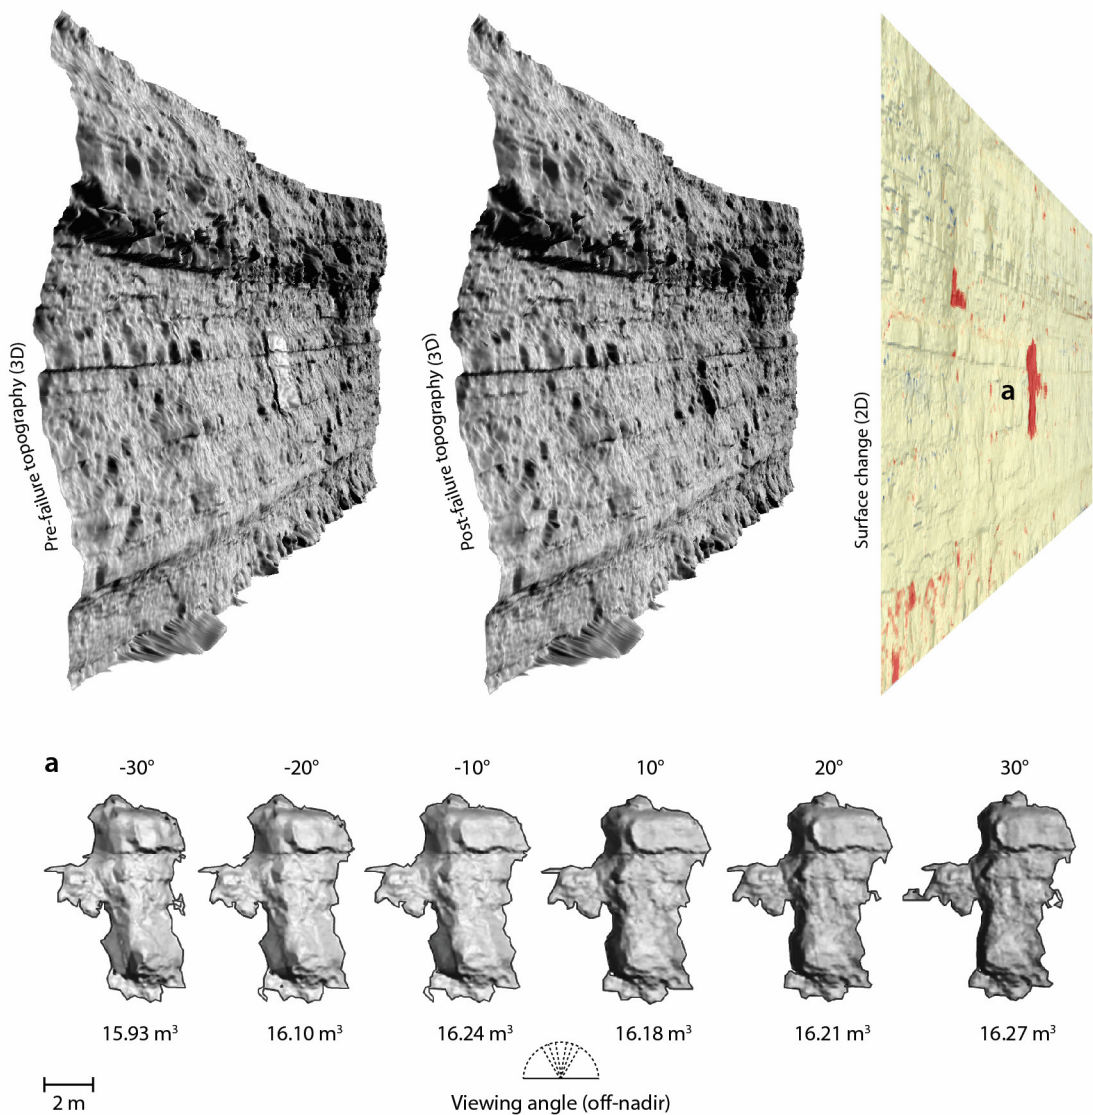 Pre-failure topography (3D)
Post-failure topography (3D)
Surface change (2D)
a
a
-30° -20° -10° 10° 20° 30°
15.93 m³ 16.10 m³ 16.24 m³ 16.18 m³ 16.21 m³ 16.27 m³
2 m
Viewing angle (off-nadir)